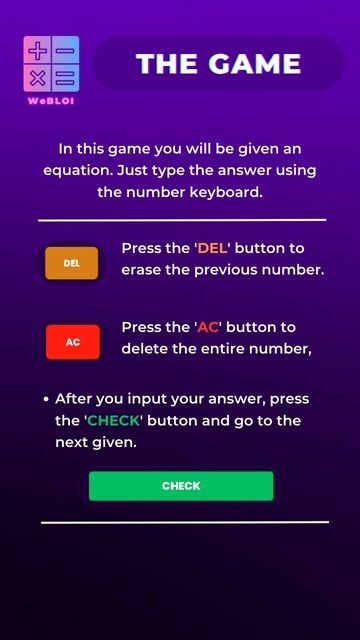 WeBLOI
THE GAME
In this game you will be given an
equation. Just type the answer using
the number keyboard.
DEL
Press the 'DEL' button to
erase the previous number.
AC
Press the 'AC' button to
delete the entire number,
• After you input your answer, press
the 'CHECK' button and go to the
next given.
CHECK